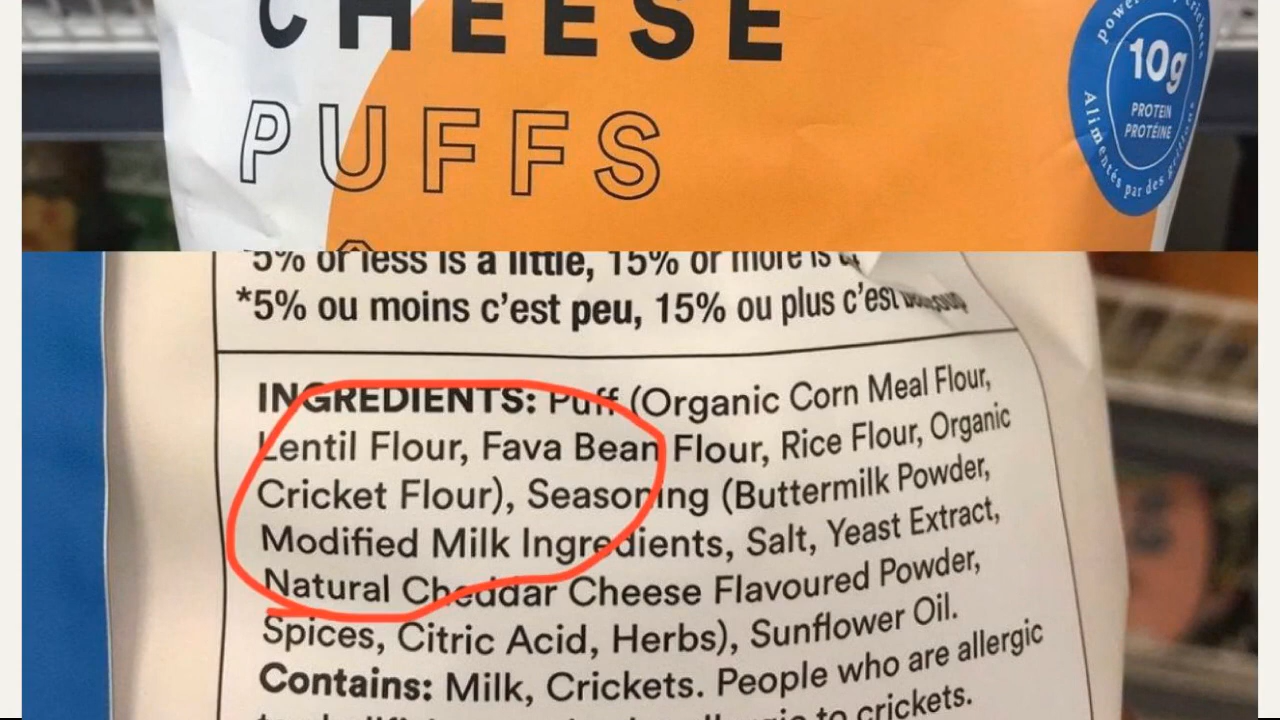 CHEESE
PUFFS
powe
crickets
10g
PROTEIN
PROTÉINE
Alimentés par des
5% or less is a little, 15% or more is
*5% ou moins c'est peu, 15% ou plus c'est
INGREDIENTS: Puff (Organic Corn Meal Flour,
Lentil Flour, Fava Bean Flour, Rice Flour, Organic
Cricket Flour), Seasoning (Buttermilk Powder,
Modified Milk Ingredients, Salt, Yeast Extract,
Natural Cheddar Cheese Flavoured Powder,
Spices, Citric Acid, Herbs), Sunflower Oil.
Contains: Milk, Crickets. People who are allergic
to crickets.